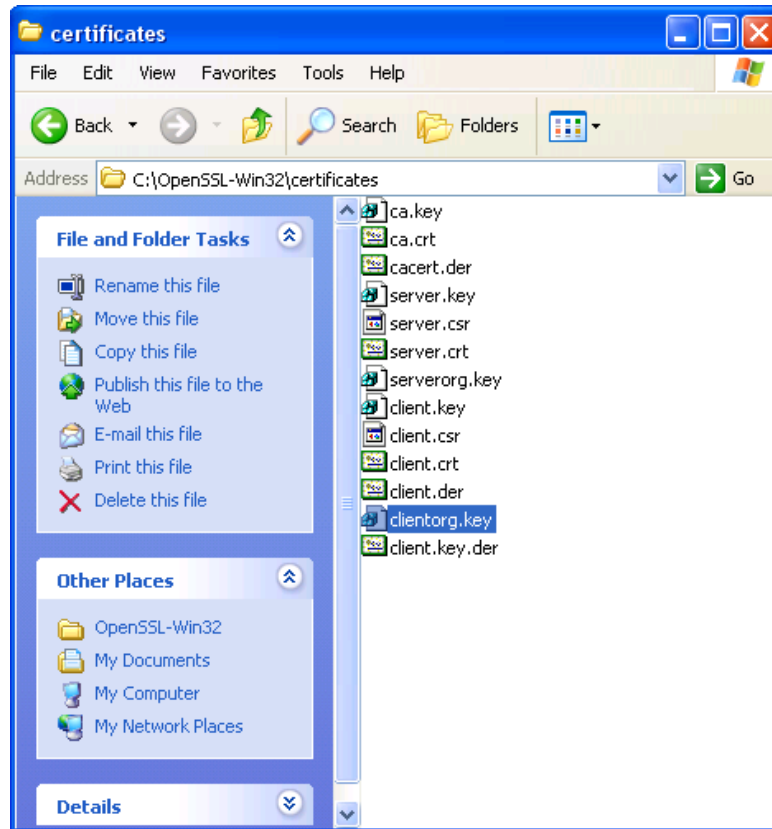 certificates
File Edit View Favorites Tools Help
Back Search Folders
Address C:\OpenSSL-Win32\certificates Go
File and Folder Tasks
Rename this file
Move this file
Copy this file
Publish this file to the
Web
E-mail this file
Print this file
Delete this file
Other Places
OpenSSL-Win32
My Documents
My Computer
My Network Places
Details
ca.key
ca.crt
cacert.der
server.key
server.csr
server.crt
serverorg.key
client.key
client.csr
client.crt
client.der
clientorg.key
client.key.der